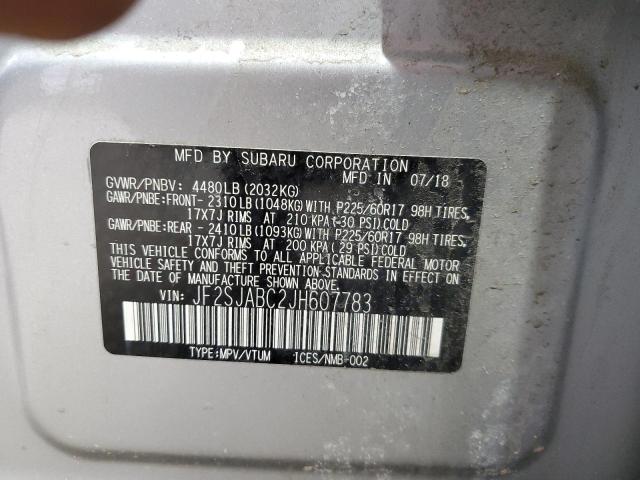 MFD BY SUBARU CORPORATION
MFD IN 07/18
GVWR/PNBV: 4480LB(2032KG)
GAWR/PNBE:FRONT- 2310LB(1048KG)WITH P225/60R17 98H TIRES,
17X7J RIMS AT 210 KPA(-30 PSI)COLD
GAWR/PNBE:REAR - 2410LB(1093KG)WITH P225/60R17 98H TIRES,
17X7J RIMS AT 200 KPA( 29 PSI)COLD
THIS VEHICLE CONFORMS TO ALL APPLICABLE FEDERAL MOTOR
VEHICLE SAFETY AND THEFT PREVENTION STANDARDS IN EFFECT ON
THE DATE OF MANUFACTURE SHOWN ABOVE.
VIN: JF2SJABC2JH607783
TYPE:MPV/VTUM ICES/NMB-002